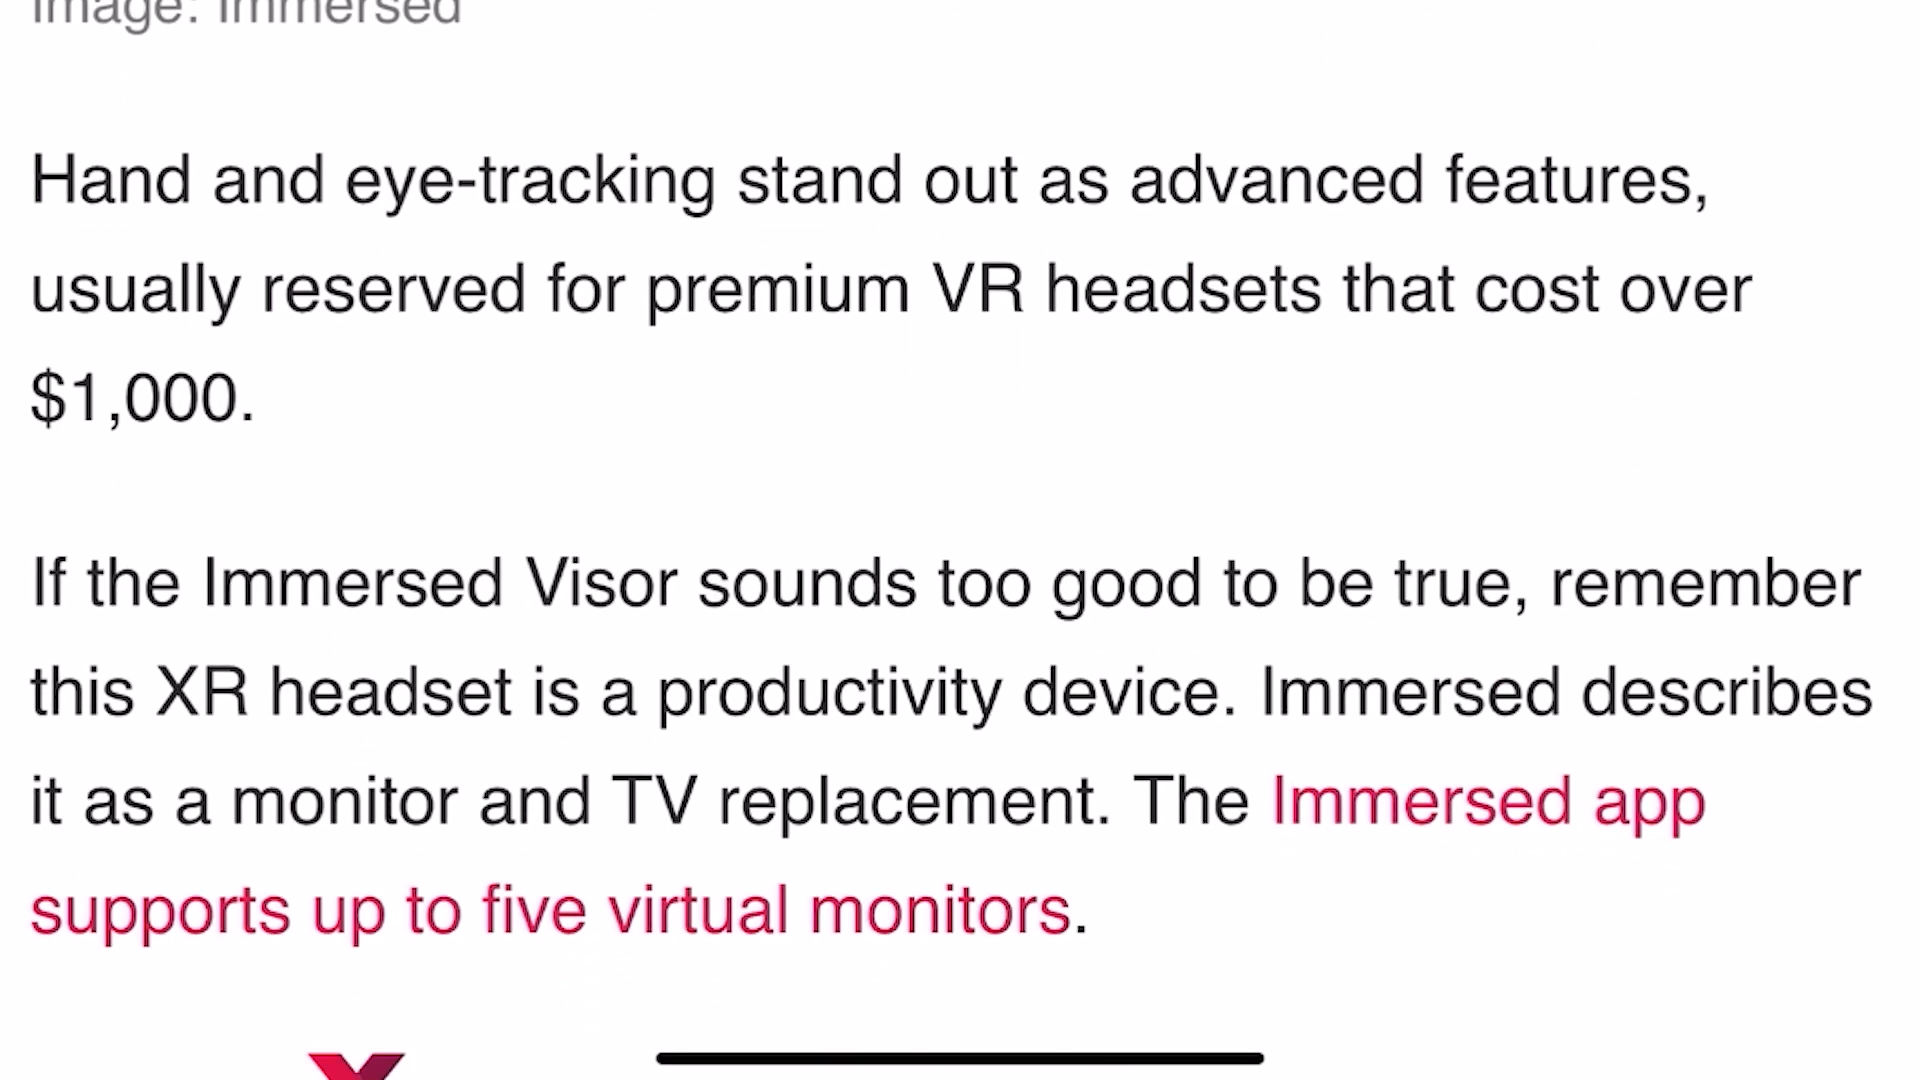 Image: Immersed
Hand and eye-tracking stand out as advanced features,
usually reserved for premium VR headsets that cost over
$1,000.
If the Immersed Visor sounds too good to be true, remember
this XR headset is a productivity device. Immersed describes
it as a monitor and TV replacement. The Immersed app
supports up to five virtual monitors.